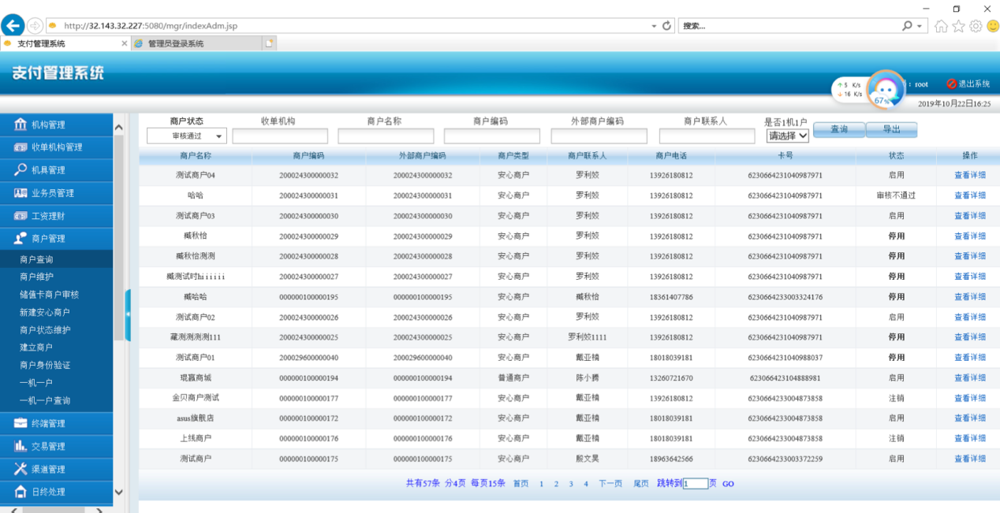 http://32.143.32.227:5080/mgr/indexAdm.jsp
搜索...
支付管理系统
管理员登录系统
支付管理系统
5 K/s
16 K/s
67%
: root
退出系统
2019年10月22日16:25
机构管理
收单机构管理
机具管理
业务员管理
工资理财
商户管理
商户查询
商户维护
储值卡商户审核
新建安心商户
商户状态维护
建立商户
商户身份验证
一机一户
一机一户查询
终端管理
交易管理
渠道管理
日终处理
商户状态 收单机构 商户名称 商户编码 外部商户编码 商户联系人 是否1机1户
审核通过 请选择 查询 导出
商户名称 商户编码 外部商户编码 商户类型 商户联系人 商户电话 卡号 状态 操作
测试商户04 200024300000032 200024300000032 安心商户 罗利姣 13926180812 6230664231040987971 启用 查看详细
哈哈 200024300000031 200024300000031 安心商户 罗利姣 13926180812 6230664231040987971 审核不通过 查看详细
测试商户03 200024300000030 200024300000030 安心商户 罗利姣 13926180812 6230664231040987971 启用 查看详细
臧秋怡 200024300000029 200024300000029 安心商户 罗利姣 13926180812 6230664231040987971 停用 查看详细
臧秋怡测测 200024300000028 200024300000028 安心商户 罗利姣 13926180812 6230664231040987971 停用 查看详细
臧测试时hiiiiii 200024300000027 200024300000027 安心商户 罗利姣 13926180812 6230664231040987971 停用 查看详细
臧哈哈 000000100000195 000000100000195 安心商户 臧秋怡 18361407786 6230664233003324176 停用 查看详细
测试商户02 200024300000026 200024300000026 安心商户 罗利姣 13926180812 6230664231040987971 启用 查看详细
藏测测测测111 200024300000025 200024300000025 安心商户 罗利姣1111 13926180812 6230664231040987971 停用 查看详细
测试商户01 200029600000040 200029600000040 安心商户 戴亚楠 18018039181 6230664231040988037 停用 查看详细
琨赢商城 000000100000194 000000100000194 普通商户 陈小腾 13260721670 623066423104888981 启用 查看详细
金贝商户测试 000000100000177 000000100000177 安心商户 戴亚楠 13926180812 6230664233004873858 注销 查看详细
asus旗舰店 000000100000172 000000100000172 安心商户 戴亚楠 18018039181 6230664233004873858 启用 查看详细
上线商户 000000100000176 000000100000176 安心商户 戴亚楠 18018039181 6230664233004873858 注销 查看详细
测试商户 000000100000175 000000100000175 安心商户 殷文昊 18963642566 6230664233003372259 启用 查看详细
共有57条 分4页 每页15条 首页 1 2 3 4 下一页 尾页 跳转到 页 GO